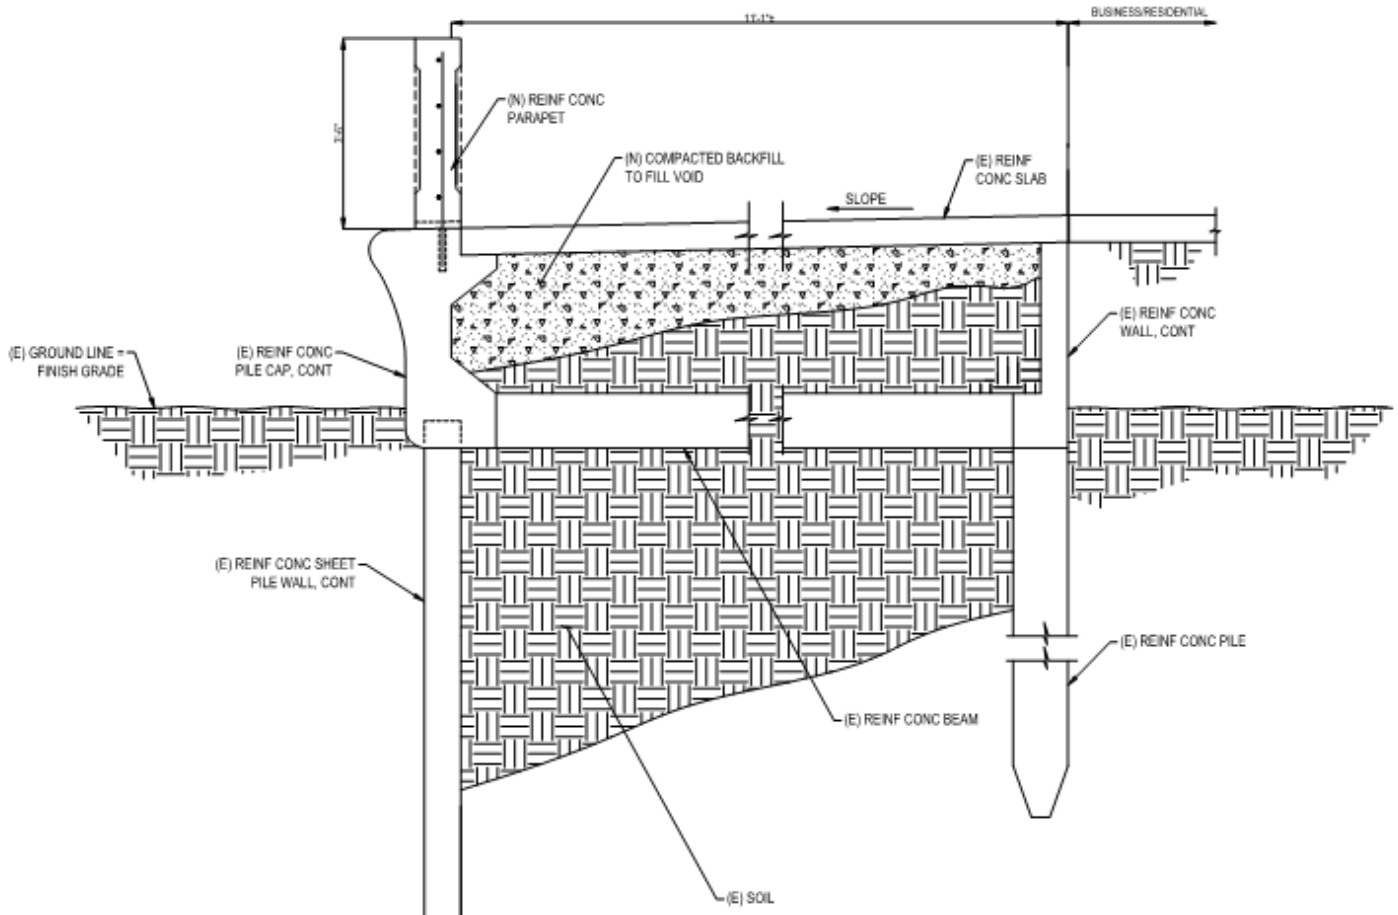 BUSINESS/RESIDENTIAL
(N) REINF CONC
PARAPET
(N) COMPACTED BACKFILL
TO FILL VOID
(E) REINF
CONC SLAB
SLOPE
(E) REINF CONC
WALL, CONT
(E) GROUND LINE =
FINISH GRADE
(E) REINF CONC
PILE CAP, CONT
(E) REINF CONC SHEET
PILE WALL, CONT
(E) REINF CONC PILE
(E) REINF CONC BEAM
(E) SOIL